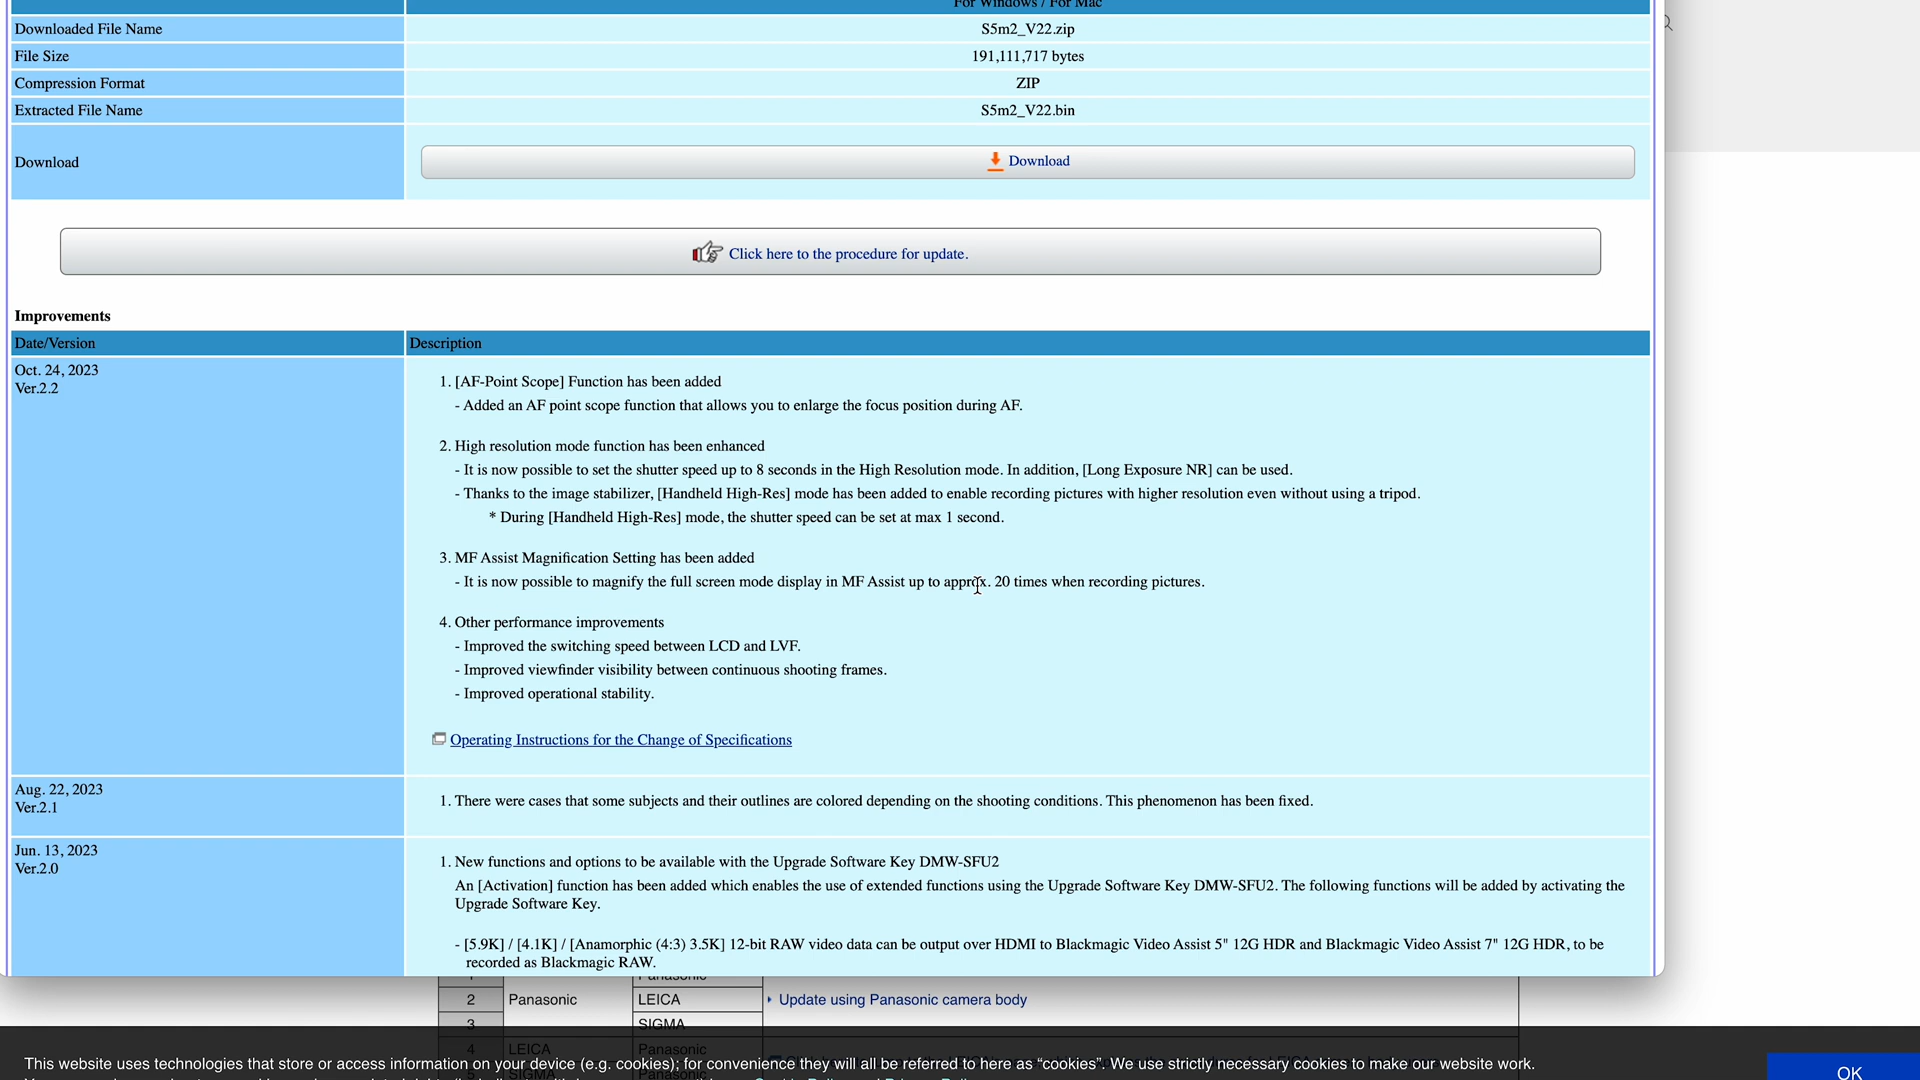 For Windows / For Mac
Downloaded File Name S5m2_V22.zip
File Size 191,111,717 bytes
Compression Format ZIP
Extracted File Name S5m2_V22.bin
Download Download
Click here to the procedure for update.
Improvements
Date/Version Description
Oct. 24, 2023
Ver.2.2
1. [AF-Point Scope] Function has been added
- Added an AF point scope function that allows you to enlarge the focus position during AF.
2. High resolution mode function has been enhanced
- It is now possible to set the shutter speed up to 8 seconds in the High Resolution mode. In addition, [Long Exposure NR] can be used.
- Thanks to the image stabilizer, [Handheld High-Res] mode has been added to enable recording pictures with higher resolution even without using a tripod.
* During [Handheld High-Res] mode, the shutter speed can be set at max 1 second.
3. MF Assist Magnification Setting has been added
- It is now possible to magnify the full screen mode display in MF Assist up to approx. 20 times when recording pictures.
4. Other performance improvements
- Improved the switching speed between LCD and LVF.
- Improved viewfinder visibility between continuous shooting frames.
- Improved operational stability.
Operating Instructions for the Change of Specifications
Aug. 22, 2023
Ver.2.1
1. There were cases that some subjects and their outlines are colored depending on the shooting conditions. This phenomenon has been fixed.
Jun. 13, 2023
Ver.2.0
1. New functions and options to be available with the Upgrade Software Key DMW-SFU2
An [Activation] function has been added which enables the use of extended functions using the Upgrade Software Key DMW-SFU2. The following functions will be added by activating the
Upgrade Software Key.
- [5.9K] / [4.1K] / [Anamorphic (4:3) 3.5K] 12-bit RAW video data can be output over HDMI to Blackmagic Video Assist 5" 12G HDR and Blackmagic Video Assist 7" 12G HDR, to be
recorded as Blackmagic RAW.
Panasonic
2 Panasonic LEICA Update using Panasonic camera body
3 SIGMA
4 LEICA Panasonic
This website uses technologies that store or access information on your device (e.g. cookies); for convenience they will all be referred to here as “cookies”. We use strictly necessary cookies to make our website work.
OK